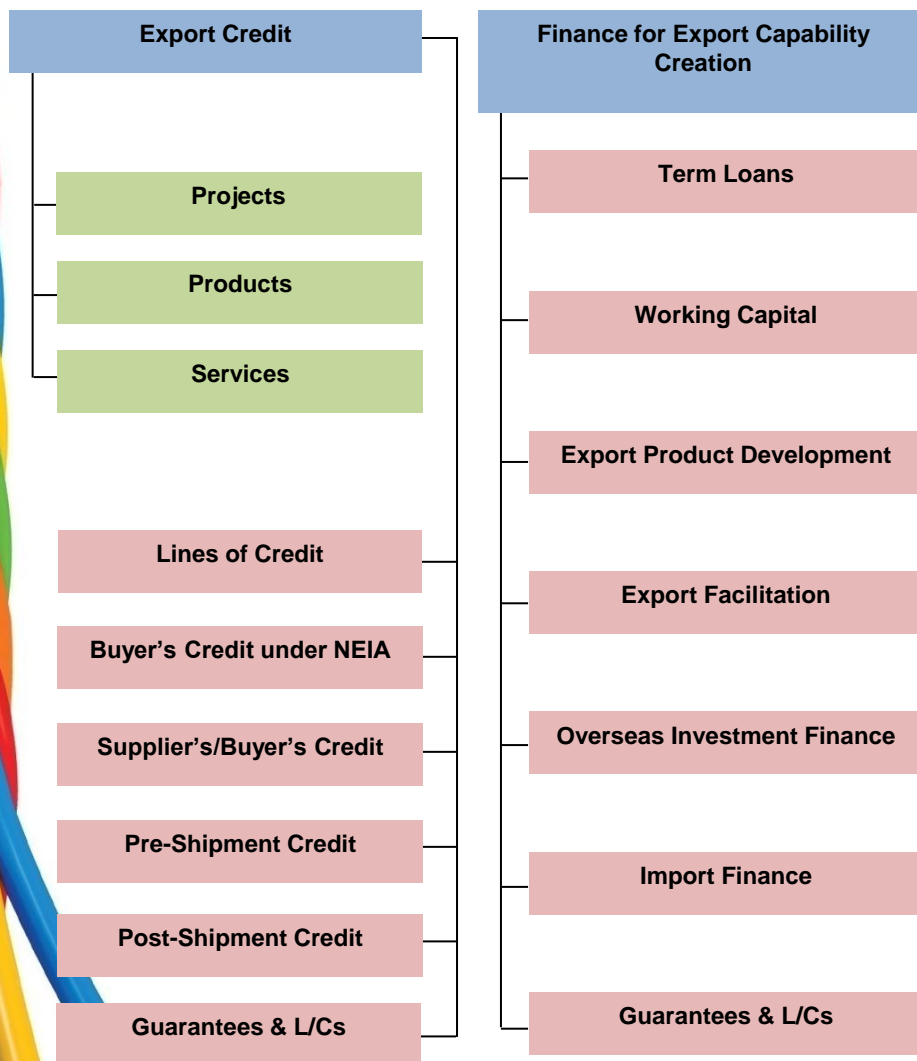 Export Credit
Projects
Products
Services
Lines of Credit
Buyer’s Credit under NEIA
Supplier’s/Buyer’s Credit
Pre-Shipment Credit
Post-Shipment Credit
Guarantees & L/Cs
Finance for Export Capability
Creation
Term Loans
Working Capital
Export Product Development
Export Facilitation
Overseas Investment Finance
Import Finance
Guarantees & L/Cs